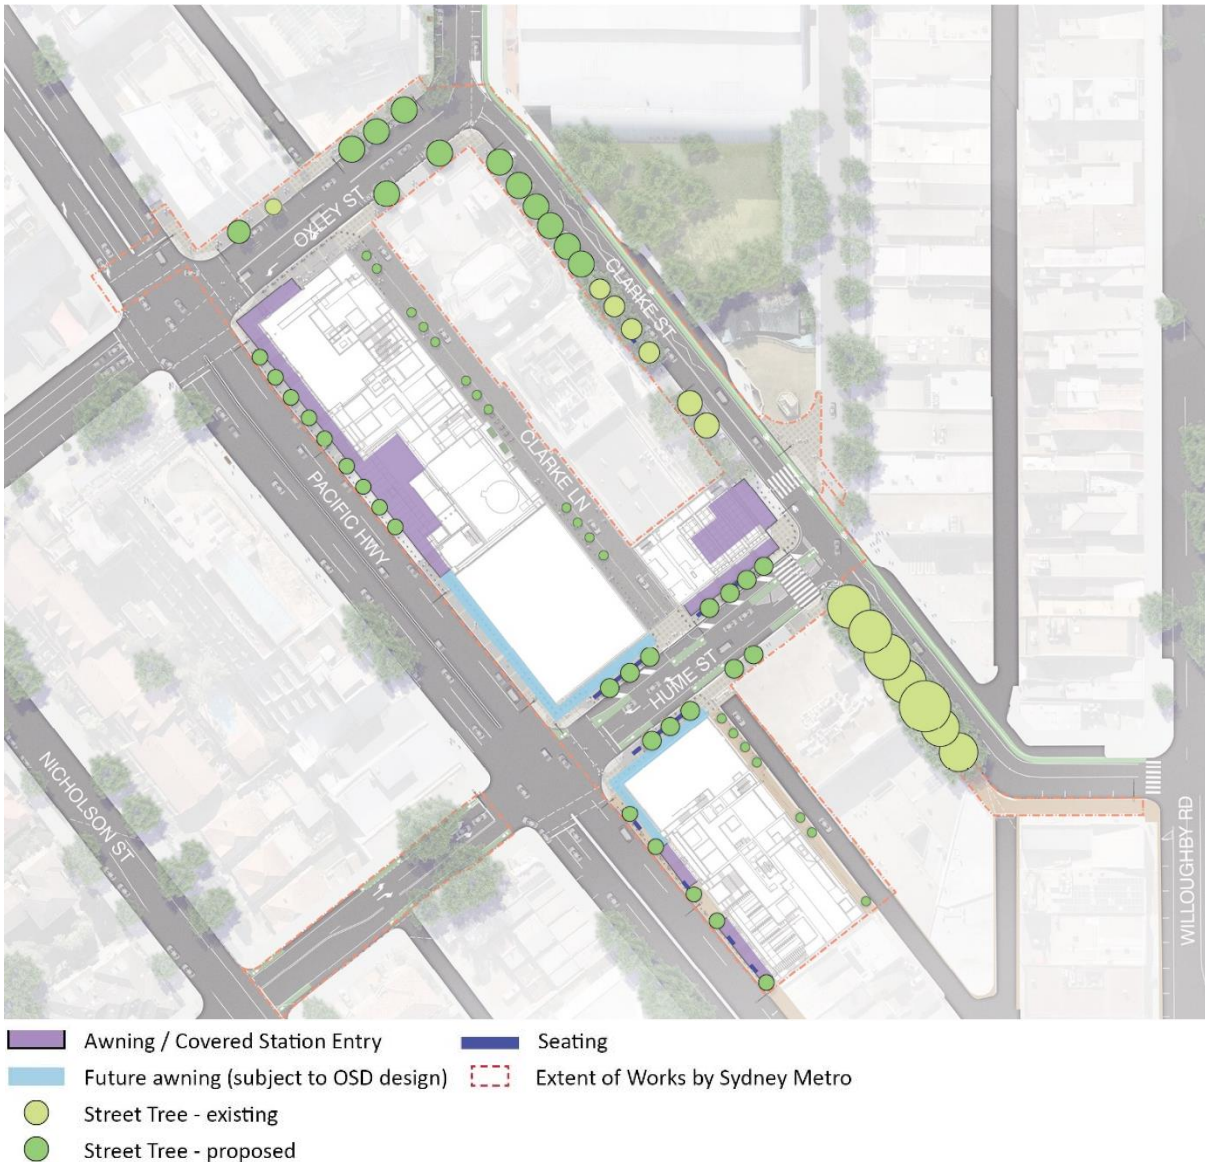 OXLEY ST
CLARKE ST
CLARKE LN
PACIFIC HWY
HUME ST
NICHOLSON ST
WILLOUGHBY RD
Awning / Covered Station Entry
Seating
Future awning (subject to OSD design)
Extent of Works by Sydney Metro
Street Tree - existing
Street Tree - proposed